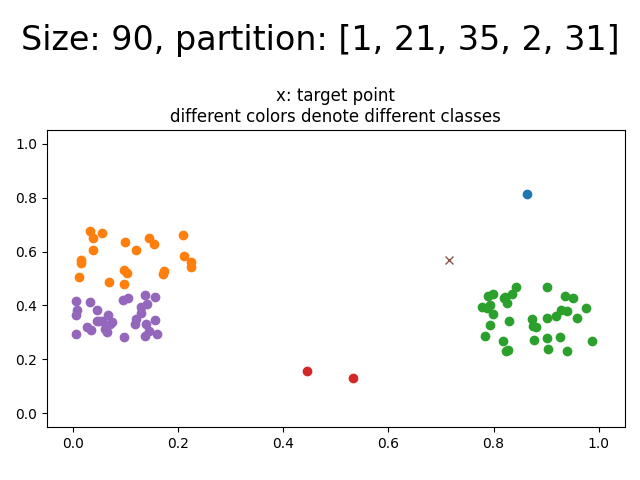 Size: 90, partition: [1, 21, 35, 2, 31]
x: target point
different colors denote different classes
1.0
0.8
0.6
0.4
0.2
0.0
0.0 0.2 0.4 0.6 0.8 1.0